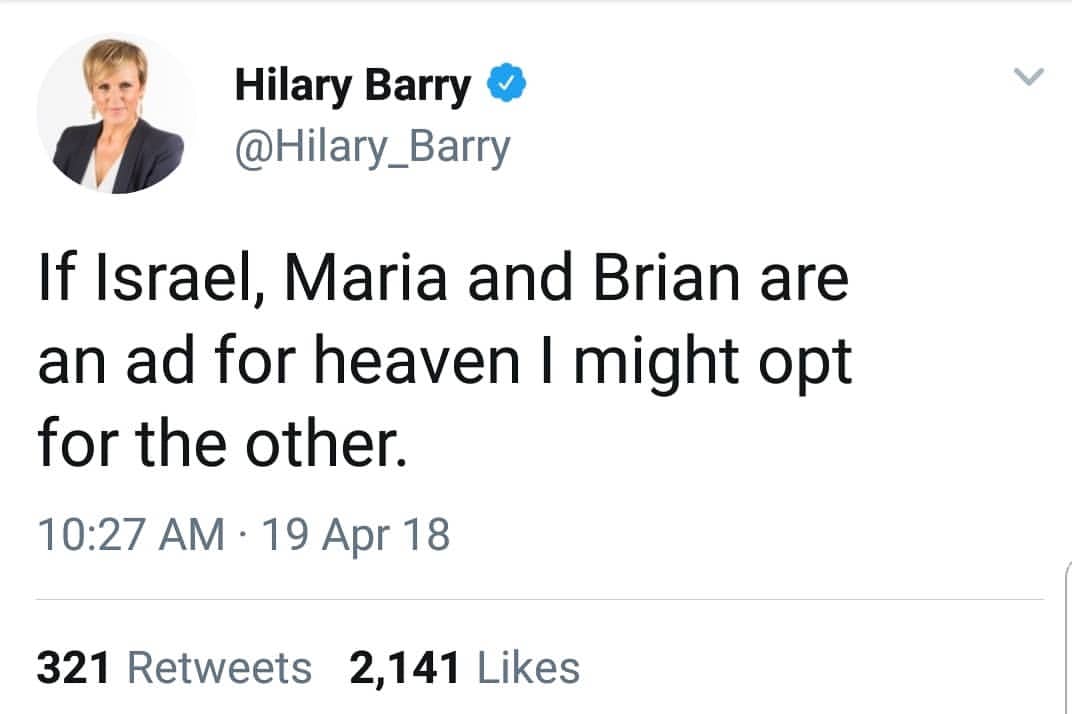 Hilary Barry
@Hilary_Barry
If Israel, Maria and Brian are
an ad for heaven I might opt
for the other.
10:27 AM · 19 Apr 18
321 Retweets 2,141 Likes